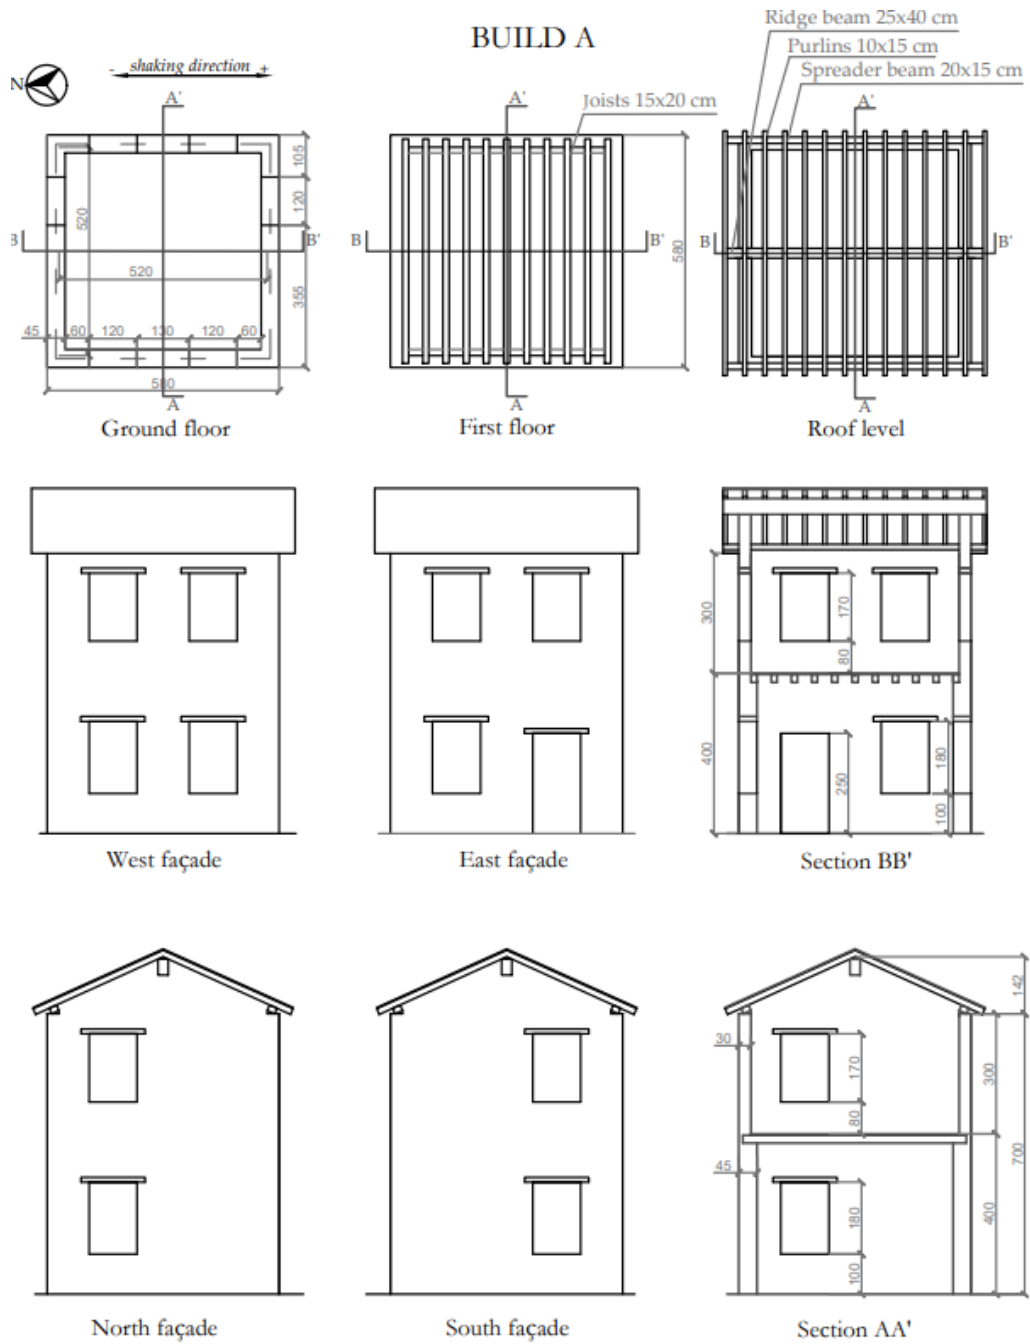 BUILD A
Ridge beam 25x40 cm
Purlins 10x15 cm
Spreader beam 20x15 cm
N
- shaking direction +
A'
A'
Joists 15x20 cm
A'
105
120
520
B
B'
B
B'
580
B
B'
520
355
45
60
120
130
120
60
580
A
A
A
Ground floor
First floor
Roof level
300
170
80
400
250
180
100
West façade
East façade
Section BB'
142
30
170
80
300
700
45
180
400
100
North façade
South façade
Section AA'